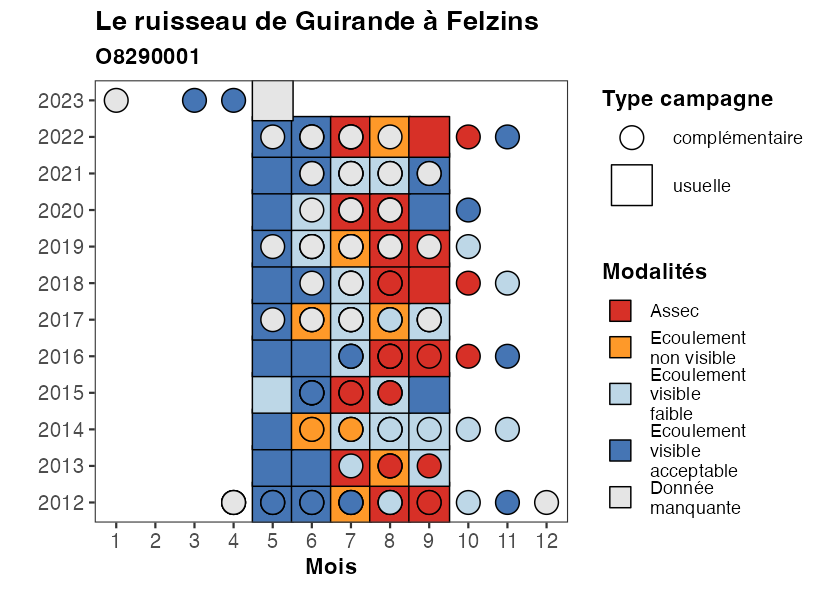 Le ruisseau de Guirande à Felzins
O8290001
2023
2022
2021
2020
2019
2018
2017
2016
2015
2014
2013
2012
1 2 3 4 5 6 7 8 9 10 11 12
Mois
Type campagne
complémentaire
usuelle
Modalités
Assec
Ecoulement
non visible
Ecoulement
visible
faible
Ecoulement
visible
acceptable
Donnée
manquante